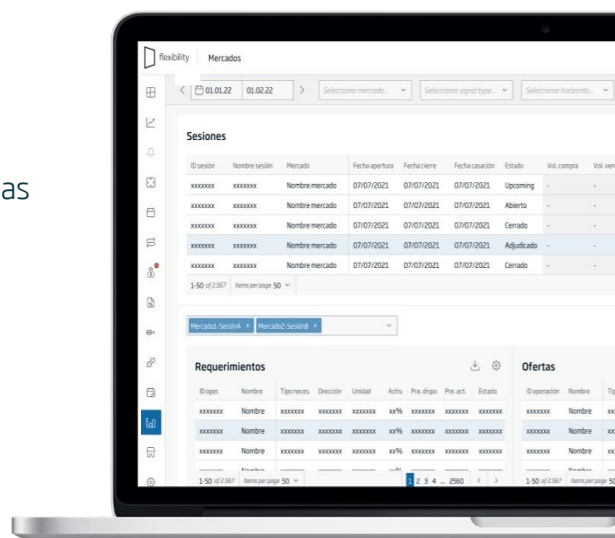 as
flexibility Mercados
01.01.22 01.02.22 Seleccionar mercado... Seleccionar signal type... Seleccionar horizonte...
Sesiones
ID sesión Nombre sesión Mercado Fecha apertura Fecha cierre Fecha casación Estado Vol. compra Vol. ven
xxxxxxx xxxxxxx Nombre mercado 07/07/2021 07/07/2021 07/07/2021 Upcoming - -
xxxxxxx xxxxxxx Nombre mercado 07/07/2021 07/07/2021 07/07/2021 Abierto - -
xxxxxxx xxxxxxx Nombre mercado 07/07/2021 07/07/2021 07/07/2021 Cerrado - -
xxxxxxx xxxxxxx Nombre mercado 07/07/2021 07/07/2021 07/07/2021 Adjudicado - -
xxxxxxx xxxxxxx Nombre mercado 07/07/2021 07/07/2021 07/07/2021 Cerrado - -
1-50 of 2.567 Items per page 50
Mercado1-SesiónA × Mercado2-SesiónB ×
Requerimientos Ofertas
ID oper. Nombre Tipo neces. Dirección Unidad Activ. Pre. dispo Pre. act. Estado ID operación Nombre Tip
xxxxxxx Nombre xxxxxxx xxxxxxx xxxxxxx xx% xxxxxxx xxxxxxx xxxxxxx xxxxxxx Nombre xx
xxxxxxx Nombre xxxxxxx xxxxxxx xxxxxxx xx% xxxxxxx xxxxxxx xxxxxxx xxxxxxx Nombre xx
xxxxxxx Nombre xxxxxxx xxxxxxx xxxxxxx xx% xxxxxxx xxxxxxx xxxxxxx xxxxxxx Nombre xx
1-50 of 2.567 Items per page 50 1 2 3 4 ... 2560 < > 1-50 of 2.567 Items per page 50